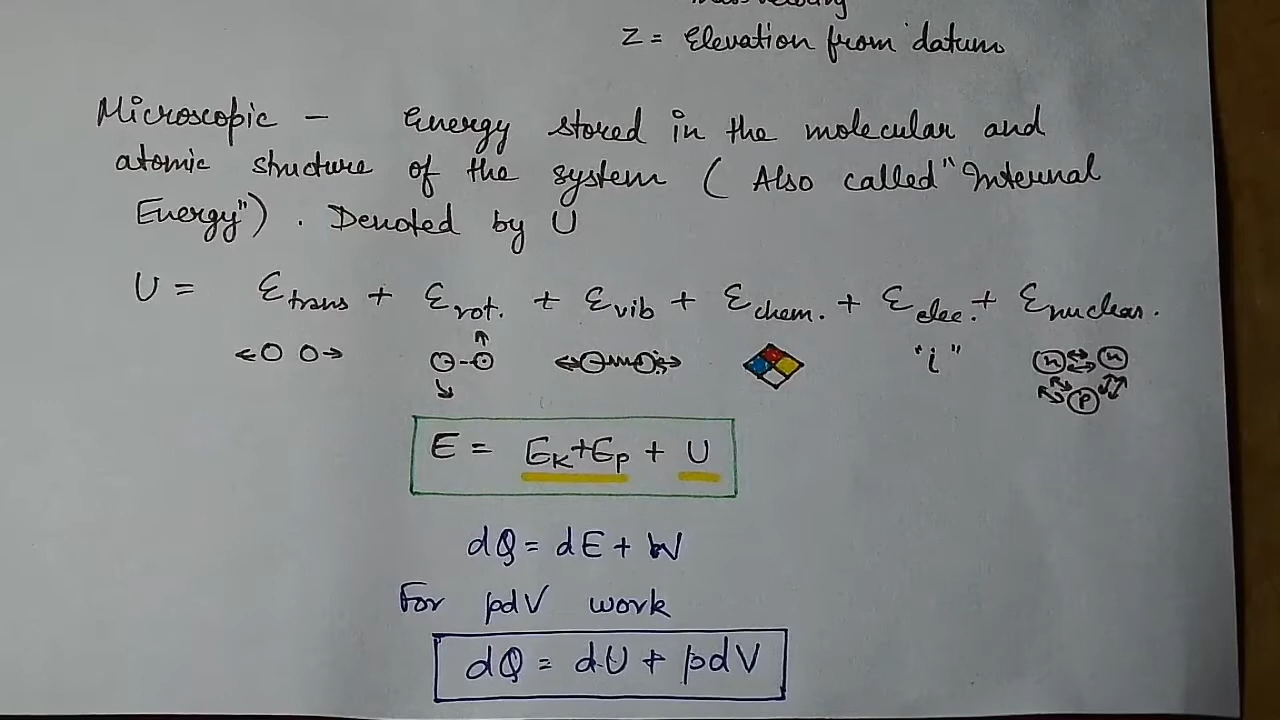 Z = Elevation from datum
Microscopic - Energy stored in the molecular and
atomic structure of the system ( Also called "Internal
Energy") . Denoted by U
U = Ɛtrans + Ɛrot. + Ɛvib + Ɛchem. + Ɛelec. + Ɛnuclear.
"i" n n
P
E = EK+EP + U
dQ = dE + W
For pdV work
dQ = dU + pdV